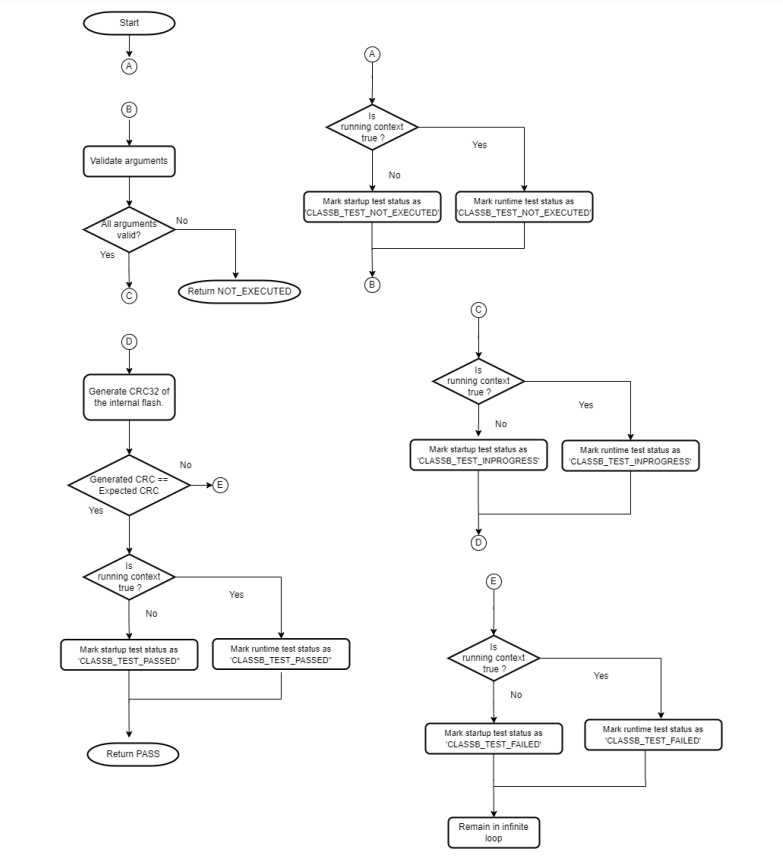 Start
A
B
Validate arguments
All arguments
valid?
No
Yes
C
Return NOT_EXECUTED
A
Is
running context
true ?
Yes
No
Mark startup test status as
'CLASSB_TEST_NOT_EXECUTED'
Mark runtime test status as
'CLASSB_TEST_NOT_EXECUTED'
B
C
Is
running context
true ?
Yes
No
Mark startup test status as
'CLASSB_TEST_INPROGRESS'
Mark runtime test status as
'CLASSB_TEST_INPROGRESS'
D
D
Generate CRC32 of
the internal flash.
Generated CRC ==
Expected CRC
No
E
Yes
Is
running context
true ?
Yes
No
Mark startup test status as
'CLASSB_TEST_PASSED"
Mark runtime test status as
'CLASSB_TEST_PASSED"
Return PASS
E
Is
running context
true ?
Yes
No
Mark startup test status as
'CLASSB_TEST_FAILED'
Mark runtime test status as
'CLASSB_TEST_FAILED'
Remain in infinite
loop